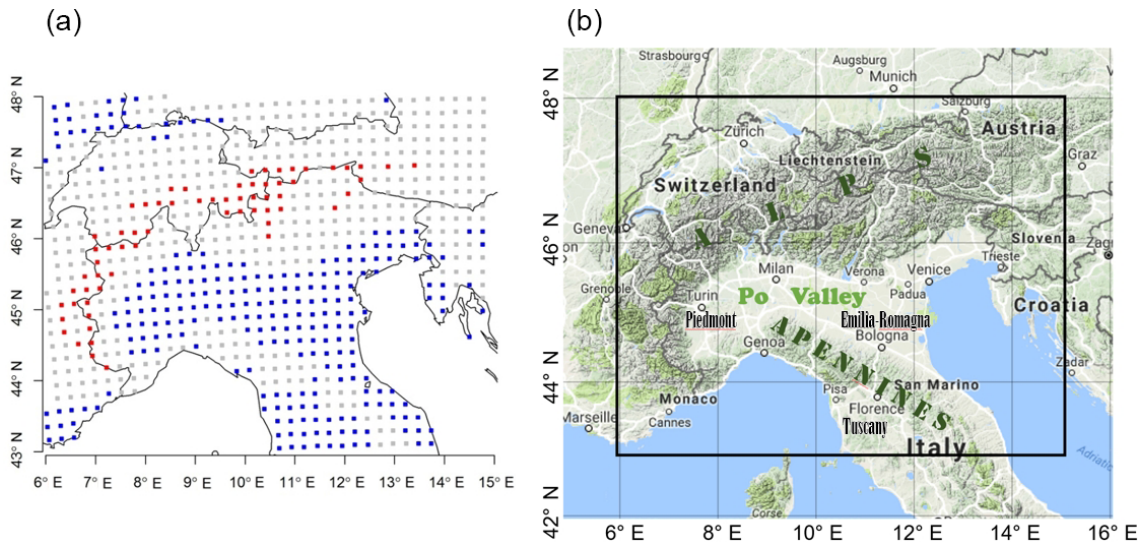 (a)
48° N
47° N
46° N
45° N
44° N
43° N
6° E 7° E 8° E 9° E 10° E 11° E 12° E 13° E 14° E 15° E
(b)
48° N
46° N
44° N
42° N
6° E 8° E 10° E 12° E 14° E 16° E
Strasbourg
Augsburg
Munich
Salzburg
Zürich
Austria
Liechtenstein
Graz
Switzerland
A L P S
Geneva
Slovenia
Zag
on
Milan
Verona
Venice
Trieste
Grenoble
Turin
Po Valley
Padua
Croatia
Piedmont
Emilia-Romagna
Genoa
Bologna
APENNINES
Zadar
Pisa
San Marino
Monaco
Florence
Marseille
Cannes
Tuscany
Italy
Adriatic
Corse